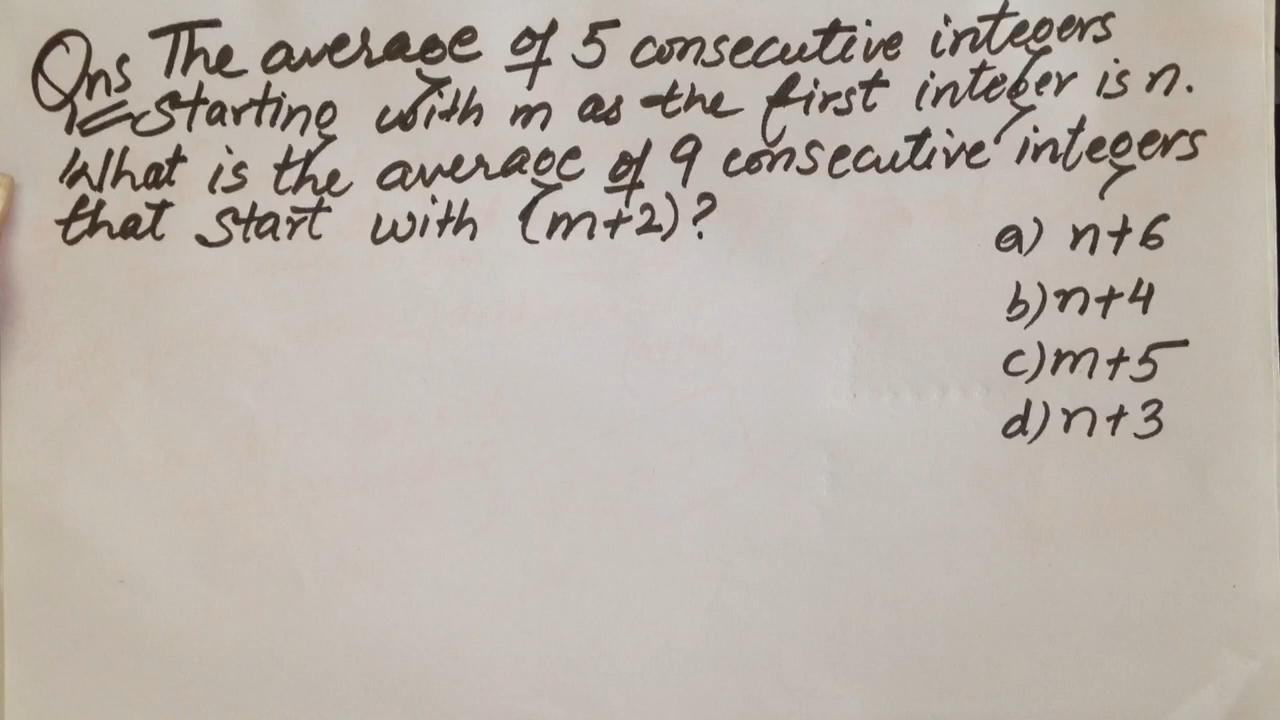 Qns The average of 5 consecutive integers
starting with m as the first integer is n.
What is the average of 9 consecutive integers
that start with (m+2)?
a) n+6
b) n+4
c) m+5
d) n+3